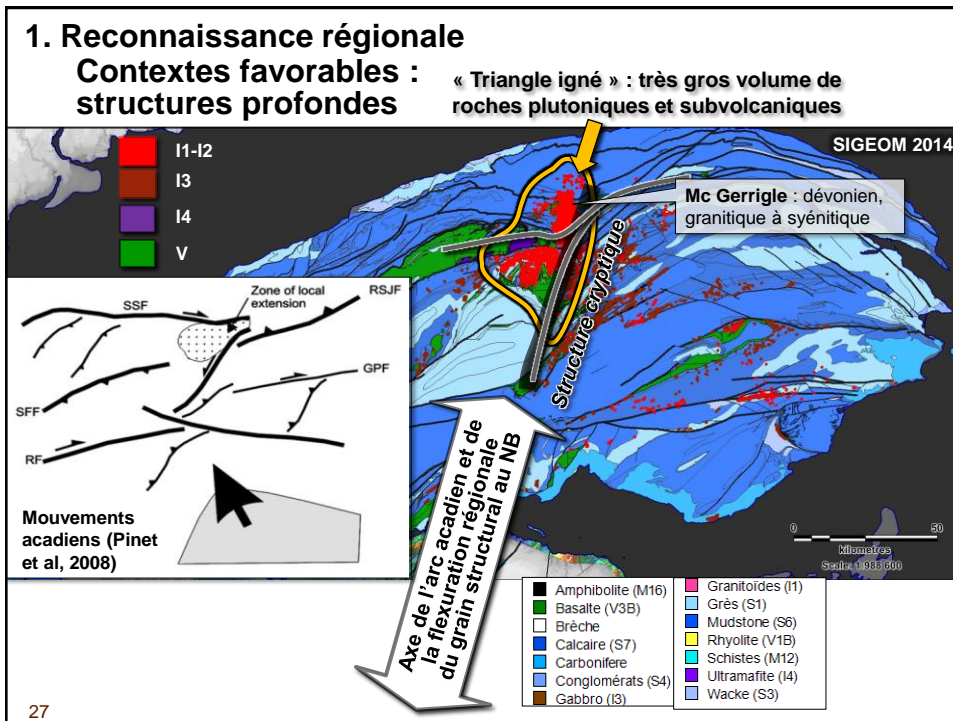 1. Reconnaissance régionale
Contextes favorables :
structures profondes
« Triangle igné » : très gros volume de
roches plutoniques et subvolcaniques
I1-I2
I3
I4
V
SIGEOM 2014
Mc Gerrigle : dévonien,
granitique à syénitique
Structure cryptique
Zone of local
extension
SSF
RSJF
GPF
SFF
RF
Mouvements
acadiens (Pinet
et al, 2008)
Axe de l'arc acadien et de
la flexuration régionale
du grain structural au NB
0 50
kilometres
Scale: 1:988 600
Amphibolite (M16)
Basalte (V3B)
Brèche
Calcaire (S7)
Carbonifere
Conglomérats (S4)
Gabbro (I3)
Granitoïdes (I1)
Grès (S1)
Mudstone (S6)
Rhyolite (V1B)
Schistes (M12)
Ultramafite (I4)
Wacke (S3)
27